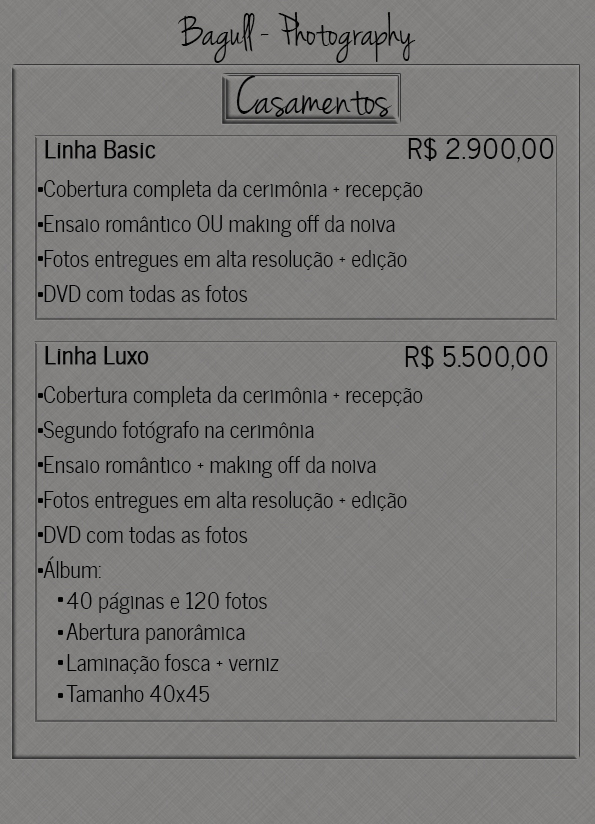 Bagull - Photography
Casamentos
Linha Basic R$ 2.900,00
▪Cobertura completa da cerimônia + recepção
▪Ensaio romântico OU making off da noiva
▪Fotos entregues em alta resolução + edição
▪DVD com todas as fotos
Linha Luxo R$ 5.500,00
▪Cobertura completa da cerimônia + recepção
▪Segundo fotógrafo na cerimônia
▪Ensaio romântico + making off da noiva
▪Fotos entregues em alta resolução + edição
▪DVD com todas as fotos
▪Álbum:
▪40 páginas e 120 fotos
▪Abertura panorâmica
▪Laminação fosca + verniz
▪Tamanho 40x45